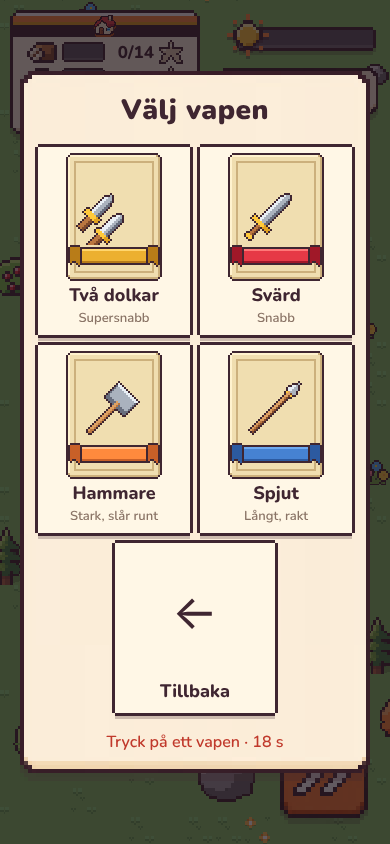 0/14
Välj vapen
Två dolkar
Supersnabb
Svärd
Snabb
Hammare
Stark, slår runt
Spjut
Långt, rakt
Tillbaka
Tryck på ett vapen · 18 s